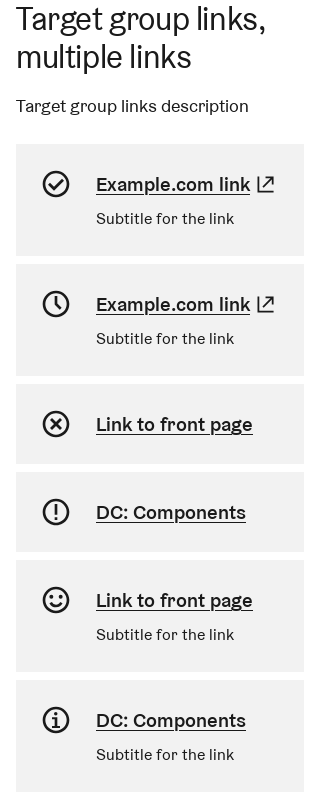 Target group links,
multiple links
Target group links description
Example.com link
Subtitle for the link
Example.com link
Subtitle for the link
Link to front page
DC: Components
Link to front page
Subtitle for the link
DC: Components
Subtitle for the link